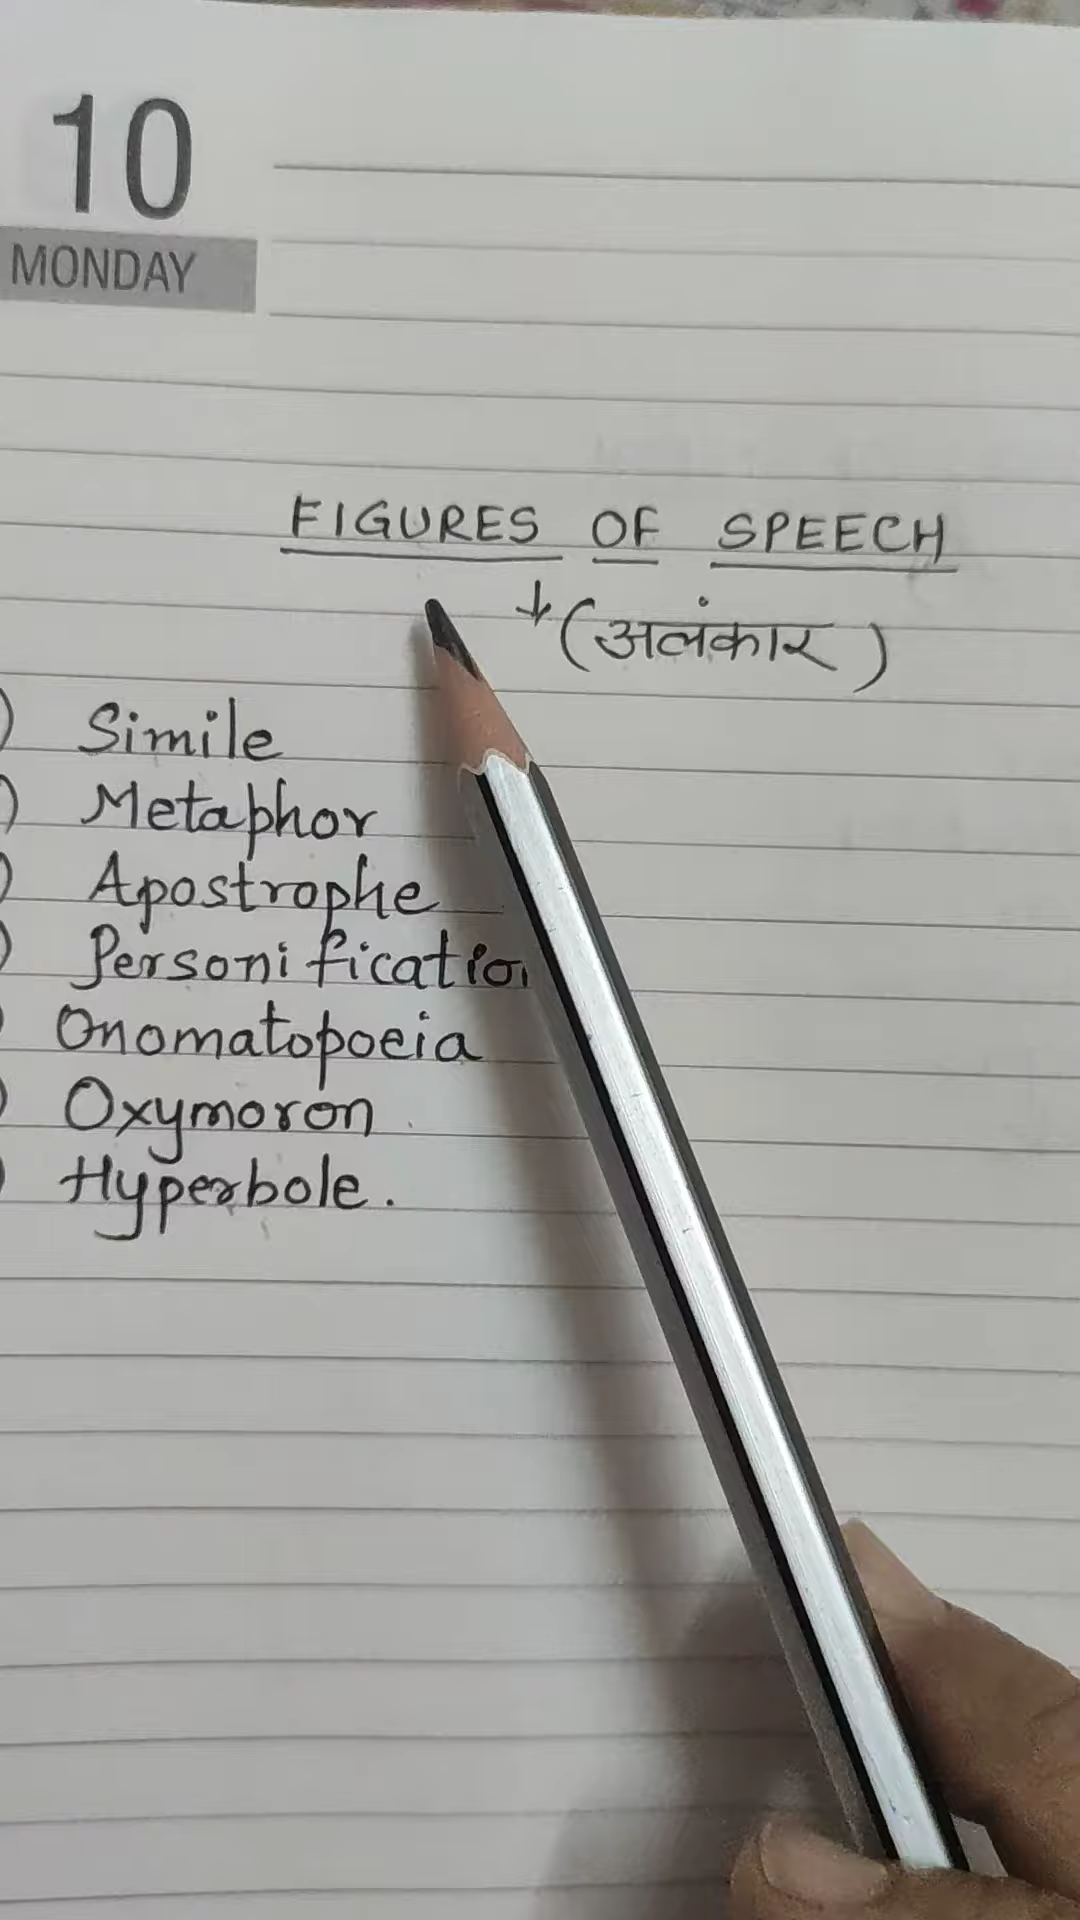 10
MONDAY
FIGURES OF SPEECH
↓ (अलंकार)
) Simile
) Metaphor
) Apostrophe
) Personification
) Onomatopoeia
) Oxymoron
) Hyperbole.